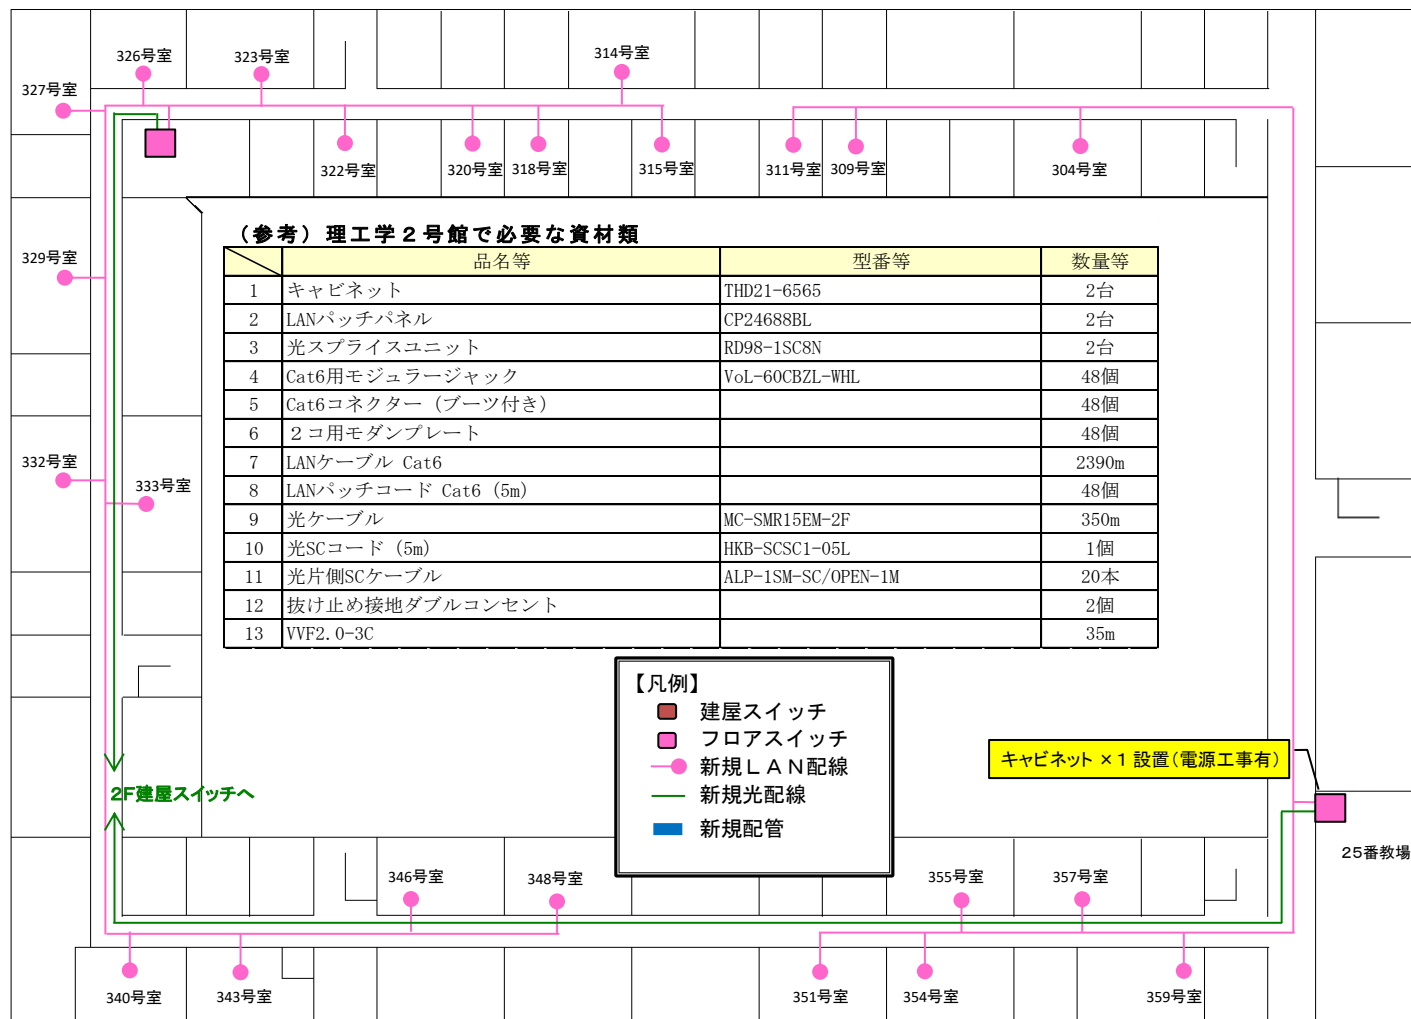 326号室
323号室
314号室
327号室
322号室
320号室
318号室
315号室
311号室
309号室
304号室
(参考)理工学2号館で必要な資材類
品名等 型番等 数量等
1 キャビネット THD21-6565 2台
2 LANパッチパネル CP24688BL 2台
3 光スプライスユニット RD98-1SC8N 2台
4 Cat6用モジュラージャック VoL-60CBZL-WHL 48個
5 Cat6コネクター(ブーツ付き) 48個
6 2コ用モダンプレート 48個
7 LANケーブル Cat6 2390m
8 LANパッチコード Cat6(5m) 48個
9 光ケーブル MC-SMR15EM-2F 350m
10 光SCコード(5m) HKB-SCSC1-05L 1個
11 光片側SCケーブル ALP-1SM-SC/OPEN-1M 20本
12 抜け止め接地ダブルコンセント 2個
13 VVF2.0-3C 35m
329号室
332号室
333号室
【凡例】
建屋スイッチ
フロアスイッチ
新規LAN配線
新規光配線
新規配管
キャビネット ×1 設置(電源工事有)
2F建屋スイッチへ
25番教場
346号室
348号室
355号室
357号室
340号室
343号室
351号室
354号室
359号室